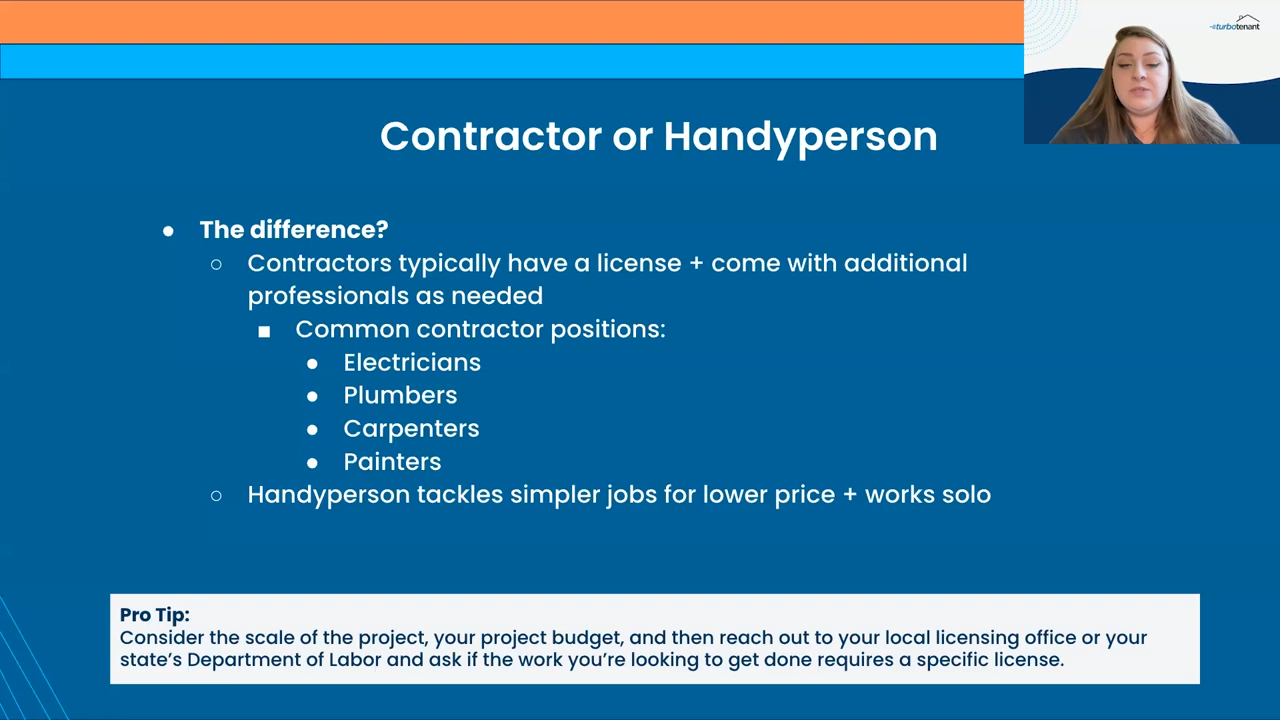 turbotenant
Contractor or Handyperson
● The difference?
○ Contractors typically have a license + come with additional
professionals as needed
■ Common contractor positions:
● Electricians
● Plumbers
● Carpenters
● Painters
○ Handyperson tackles simpler jobs for lower price + works solo
Pro Tip:
Consider the scale of the project, your project budget, and then reach out to your local licensing office or your
state’s Department of Labor and ask if the work you’re looking to get done requires a specific license.